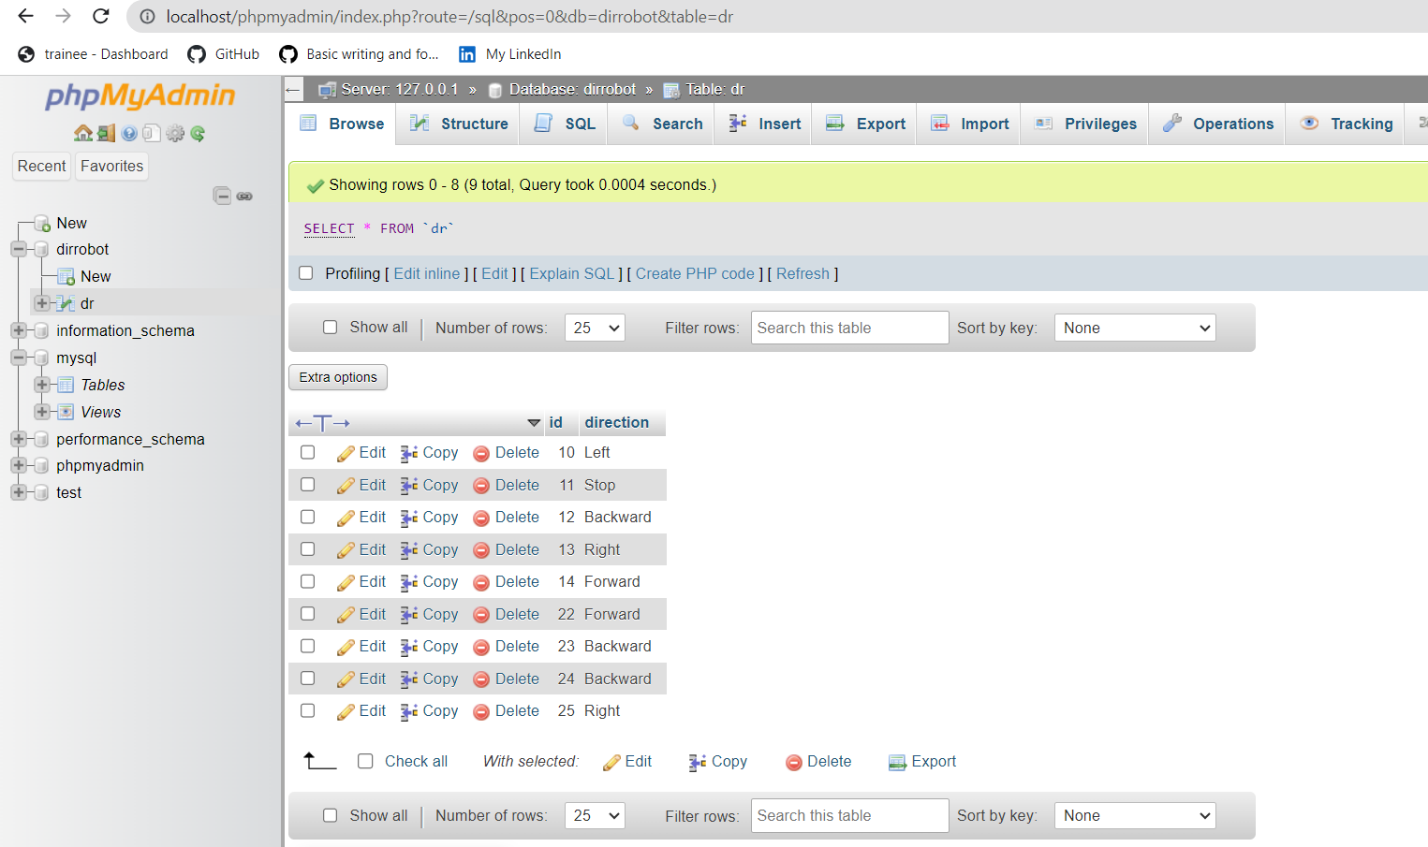 localhost/phpmyadmin/index.php?route=/sql&pos=0&db=dirrobot&table=dr
trainee - Dashboard GitHub Basic writing and fo... in My LinkedIn
phpMyAdmin
Recent Favorites
New
dirrobot
New
dr
information_schema
mysql
Tables
Views
performance_schema
phpmyadmin
test
Server: 127.0.0.1 » Database: dirrobot » Table: dr
Browse Structure SQL Search Insert Export Import Privileges Operations Tracking
Showing rows 0 - 8 (9 total, Query took 0.0004 seconds.)
SELECT * FROM `dr`
Profiling [ Edit inline ] [ Edit ] [ Explain SQL ] [ Create PHP code ] [ Refresh ]
Show all Number of rows: 25 Filter rows: Search this table Sort by key: None
Extra options
←T→ id direction
Edit Copy Delete 10 Left
Edit Copy Delete 11 Stop
Edit Copy Delete 12 Backward
Edit Copy Delete 13 Right
Edit Copy Delete 14 Forward
Edit Copy Delete 22 Forward
Edit Copy Delete 23 Backward
Edit Copy Delete 24 Backward
Edit Copy Delete 25 Right
Check all With selected: Edit Copy Delete Export
Show all Number of rows: 25 Filter rows: Search this table Sort by key: None